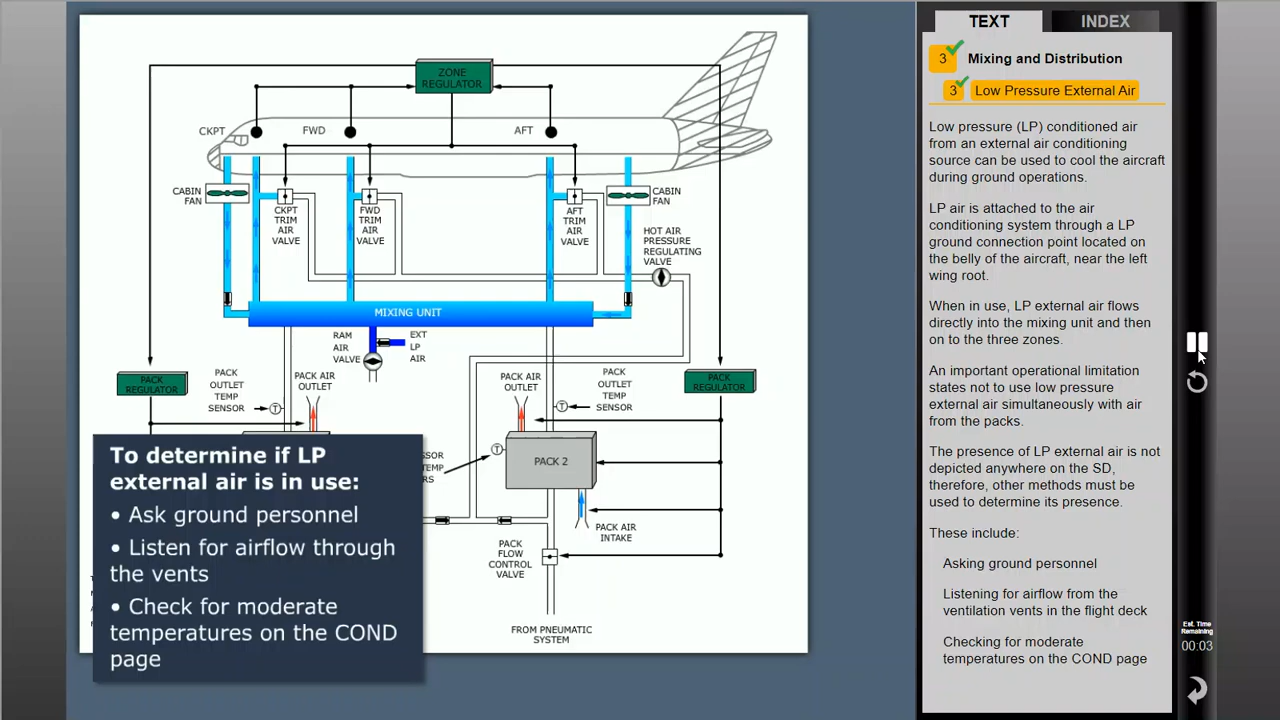 ZONE
REGULATOR
CKPT
FWD
AFT
CABIN
FAN
CKPT
TRIM
AIR
VALVE
FWD
TRIM
AIR
VALVE
AFT
TRIM
AIR
VALVE
CABIN
FAN
HOT AIR
PRESSURE
REGULATING
VALVE
MIXING UNIT
RAM
AIR
VALVE
EXT
LP
AIR
PACK
REGULATOR
PACK
OUTLET
TEMP
SENSOR
T
PACK AIR
OUTLET
PACK AIR
OUTLET
T
PACK
OUTLET
TEMP
SENSOR
PACK
REGULATOR
T
PACK 2
PACK AIR
INTAKE
PACK
FLOW
CONTROL
VALVE
FROM PNEUMATIC
SYSTEM
To determine if LP
external air is in use:
• Ask ground personnel
• Listen for airflow through
the vents
• Check for moderate
temperatures on the COND
page
TEXT
INDEX
3 Mixing and Distribution
3 Low Pressure External Air
Low pressure (LP) conditioned air
from an external air conditioning
source can be used to cool the aircraft
during ground operations.
LP air is attached to the air
conditioning system through a LP
ground connection point located on
the belly of the aircraft, near the left
wing root.
When in use, LP external air flows
directly into the mixing unit and then
on to the three zones.
An important operational limitation
states not to use low pressure
external air simultaneously with air
from the packs.
The presence of LP external air is not
depicted anywhere on the SD,
therefore, other methods must be
used to determine its presence.
These include:
Asking ground personnel
Listening for airflow from the
ventilation vents in the flight deck
Checking for moderate
temperatures on the COND page
Est. Time
Remaining
00:03